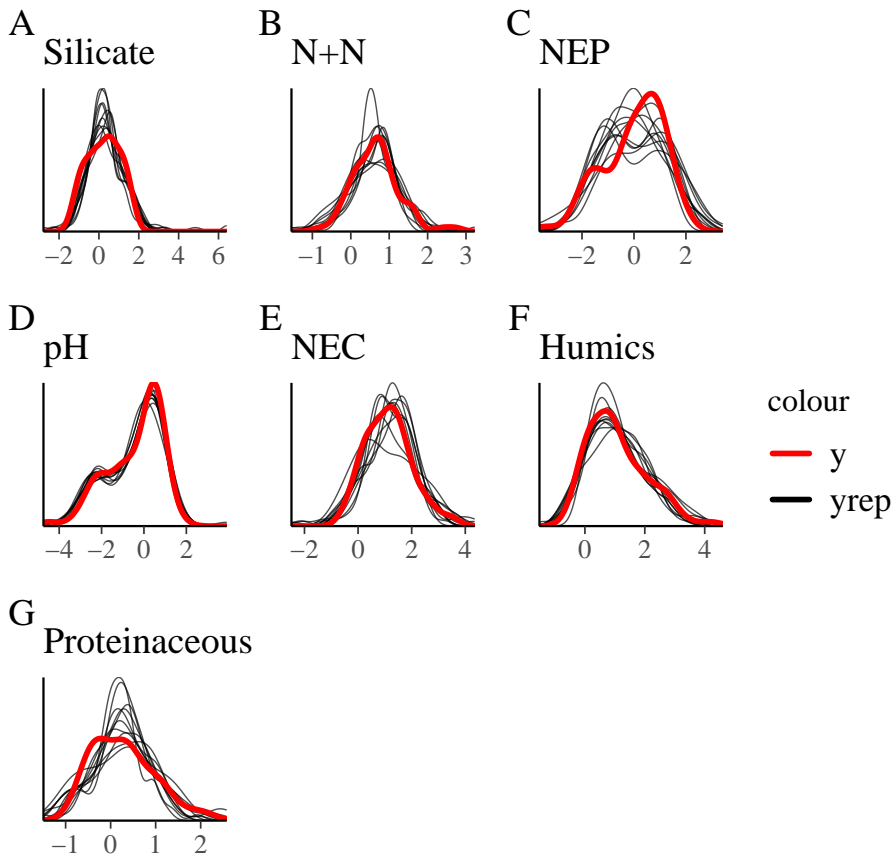 A
Silicate
−2 0 2 4 6
B
N+N
−1 0 1 2 3
C
NEP
−2 0 2
D
pH
−4 −2 0 2
E
NEC
−2 0 2 4
F
Humics
0 2 4
colour
y
yrep
G
Proteinaceous
−1 0 1 2